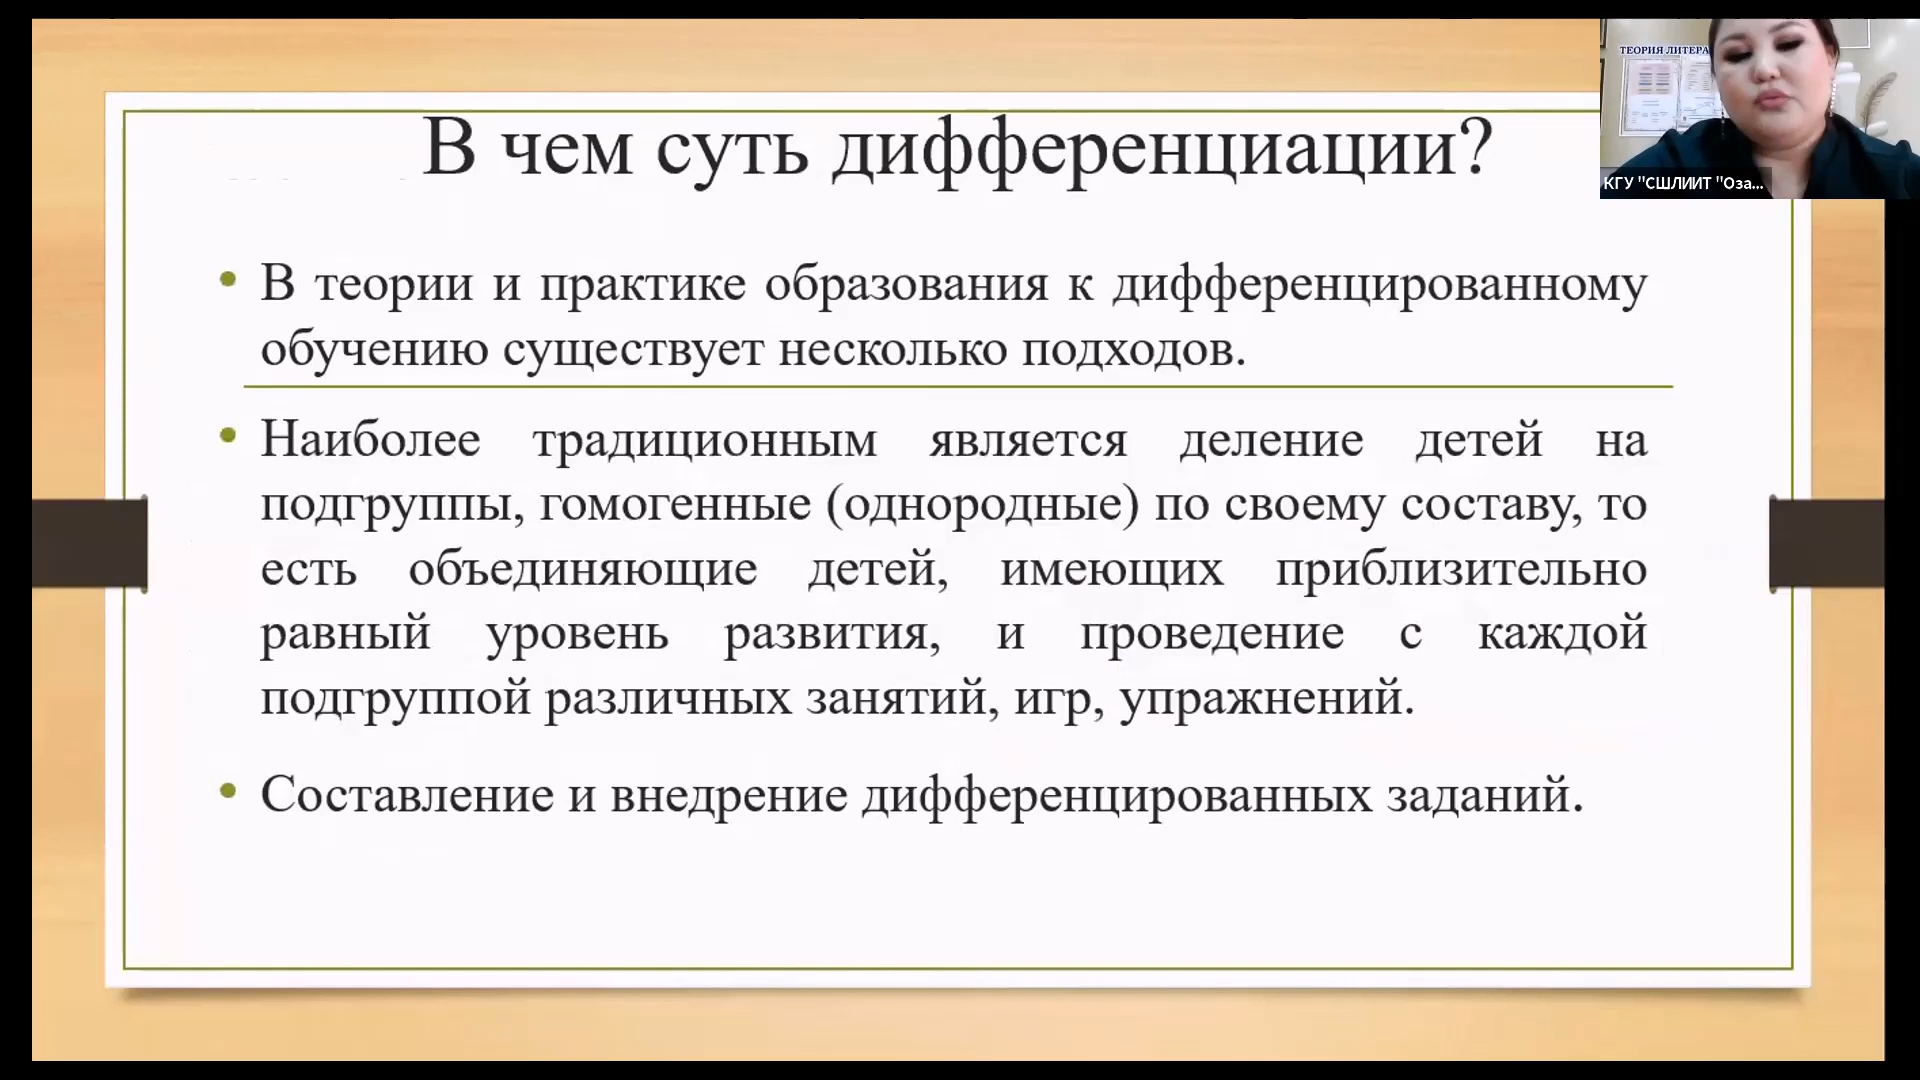 В чем суть дифференциации?
ТЕОРИЯ ЛИТЕРА
КГУ "СШЛИИТ "Оза...
• В теории и практике образования к дифференцированному
обучению существует несколько подходов.
• Наиболее традиционным является деление детей на
подгруппы, гомогенные (однородные) по своему составу, то
есть объединяющие детей, имеющих приблизительно
равный уровень развития, и проведение с каждой
подгруппой различных занятий, игр, упражнений.
• Составление и внедрение дифференцированных заданий.